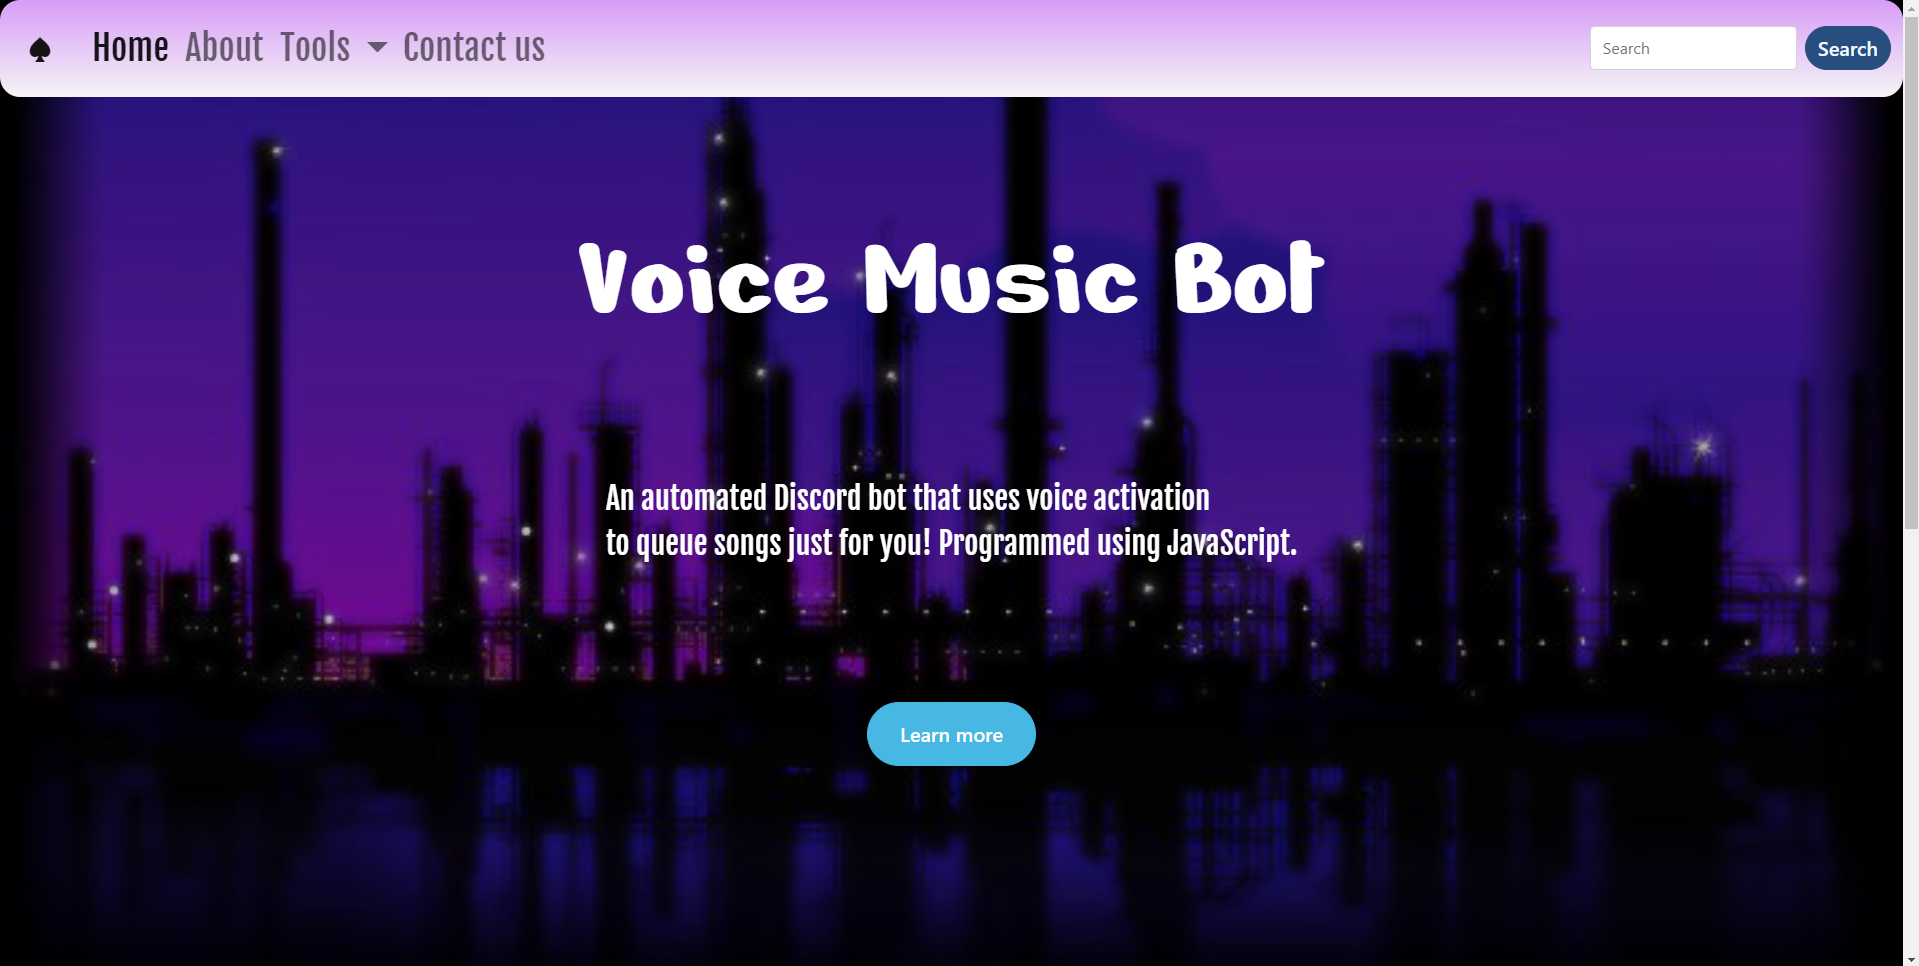 Home About Tools Contact us Search Search
Voice Music Bot
An automated Discord bot that uses voice activation
to queue songs just for you! Programmed using JavaScript.
Learn more